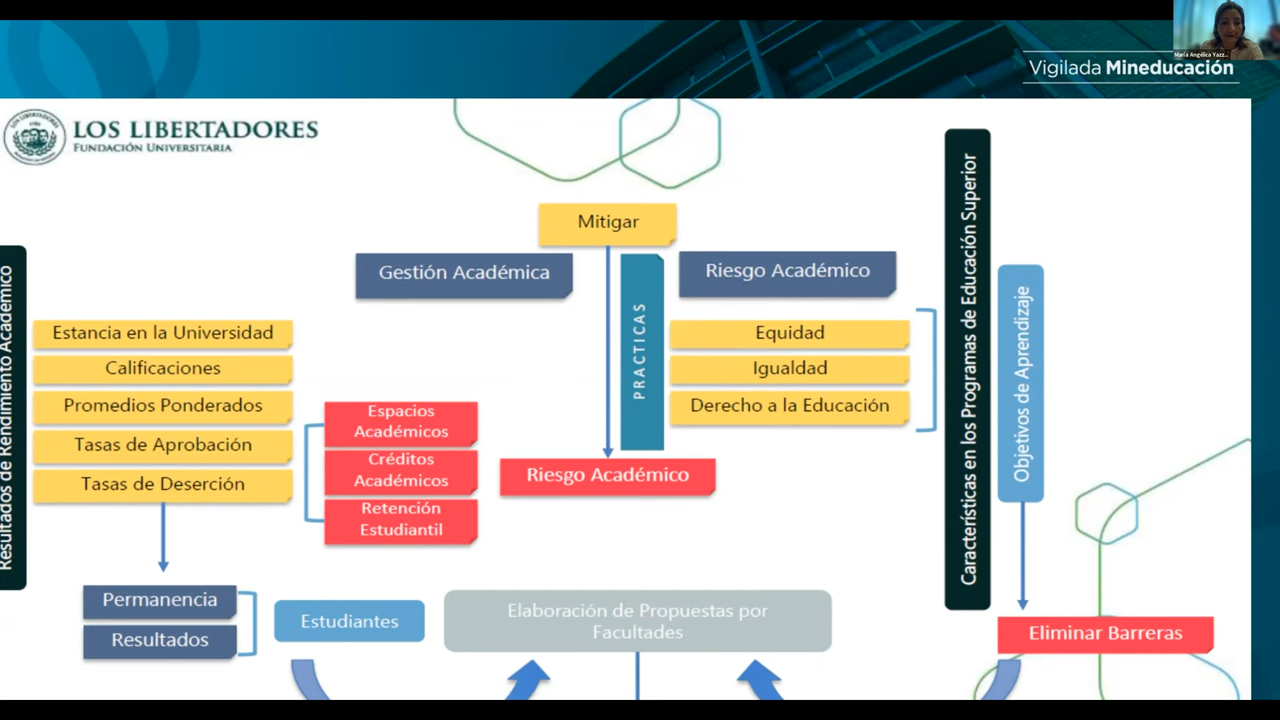 María Angélica Yazz...
Vigilada Mineducación
LOS LIBERTADORES
FUNDACIÓN UNIVERSITARIA
Mitigar
Gestión Académica
Riesgo Académico
PRACTICAS
Resultados de Rendimiento Académico
Estancia en la Universidad
Calificaciones
Promedios Ponderados
Tasas de Aprobación
Tasas de Deserción
Espacios
Académicos
Créditos
Académicos
Retención
Estudiantil
Riesgo Académico
Equidad
Igualdad
Derecho a la Educación
Características en los Programas de Educación Superior
Objetivos de Aprendizaje
Permanencia
Resultados
Estudiantes
Elaboración de Propuestas por
Facultades
Eliminar Barreras